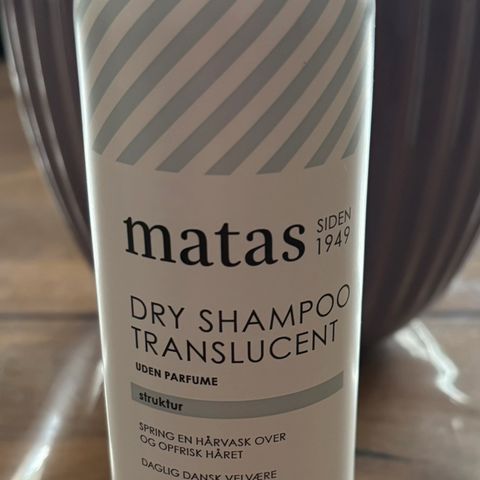 matas SIDEN
1949
DRY SHAMPOO
TRANSLUCENT
UDEN PARFUME
struktur
SPRING EN HÅRVASK OVER
OG OPFRISK HÅRET
DAGLIG DANSK VELVÆRE